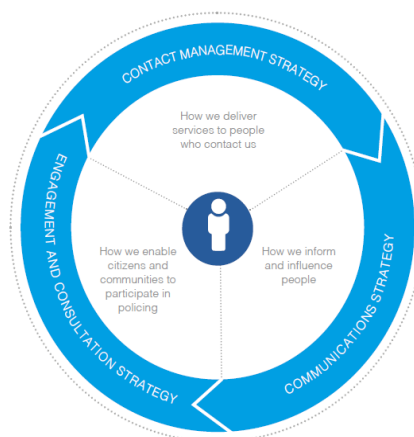 CONTACT MANAGEMENT STRATEGY
How we deliver
services to people
who contact us
How we enable
citizens and
communities to
participate in
policing
How we inform
and influence
people
ENGAGEMENT AND CONSULTATION STRATEGY
COMMUNICATIONS STRATEGY